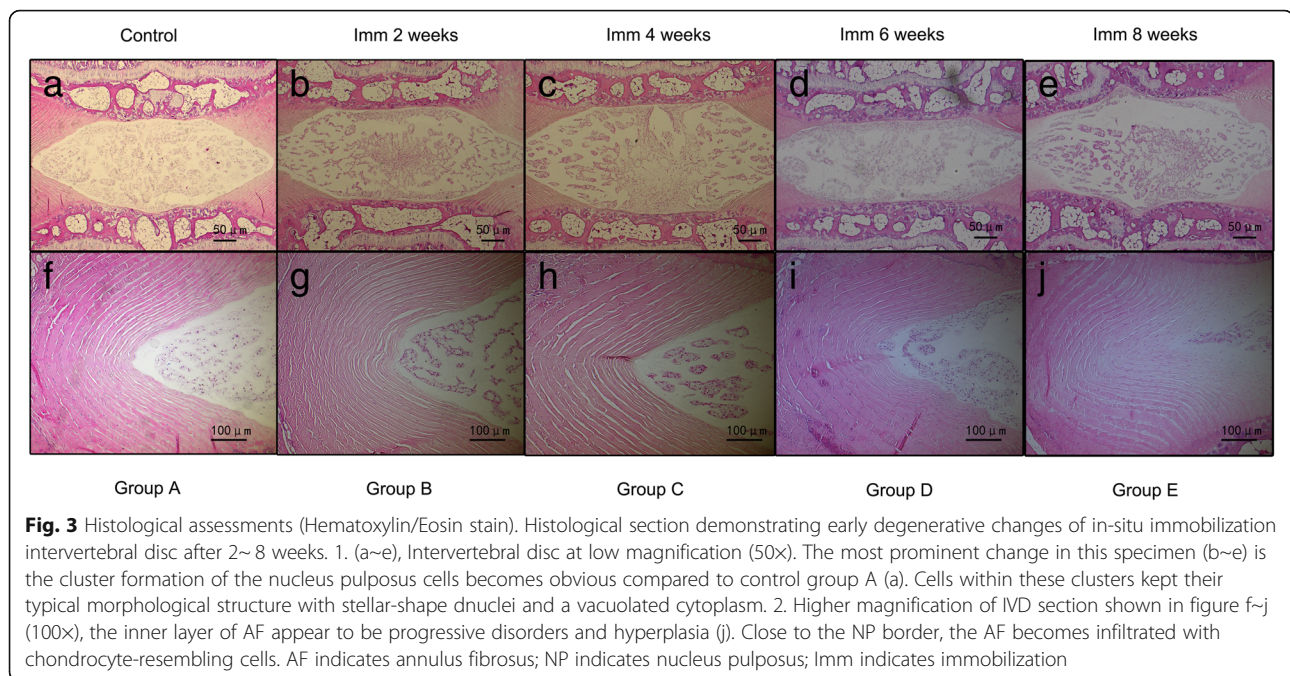 Control Imm 2 weeks Imm 4 weeks Imm 6 weeks Imm 8 weeks
a b c d e
50 μm 50 μm 50 μm 50 μm 50 μm
f g h i j
100 μm 100 μm 100 μm 100 μm 100 μm
Group A Group B Group C Group D Group E
Fig. 3 Histological assessments (Hematoxylin/Eosin stain). Histological section demonstrating early degenerative changes of in-situ immobilization
intervertebral disc after 2~ 8 weeks. 1. (a~e), Intervertebral disc at low magnification (50×). The most prominent change in this specimen (b~e) is
the cluster formation of the nucleus pulposus cells becomes obvious compared to control group A (a). Cells within these clusters kept their
typical morphological structure with stellar-shape dnuclei and a vacuolated cytoplasm. 2. Higher magnification of IVD section shown in figure f~j
(100×), the inner layer of AF appear to be progressive disorders and hyperplasia (j). Close to the NP border, the AF becomes infiltrated with
chondrocyte-resembling cells. AF indicates annulus fibrosus; NP indicates nucleus pulposus; Imm indicates immobilization